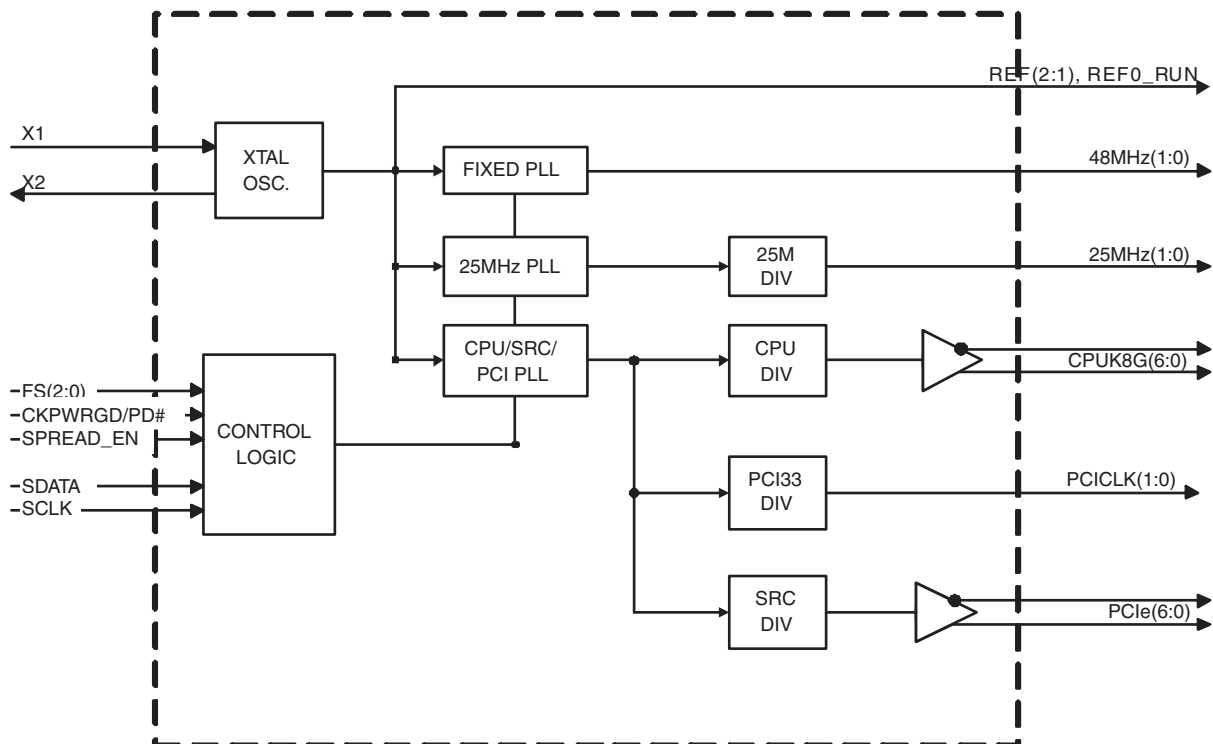 REF(2:1), REF0_RUN
X1
XTAL
OSC.
X2
FIXED PLL
48MHz(1:0)
25MHz PLL
25M
DIV
25MHz(1:0)
CPU/SRC/
PCI PLL
CPU
DIV
CPUK8G(6:0)
FS(2:0)
CKPWRGD/PD#
SPREAD_EN
SDATA
SCLK
CONTROL
LOGIC
PCI33
DIV
PCICLK(1:0)
SRC
DIV
PCIe(6:0)